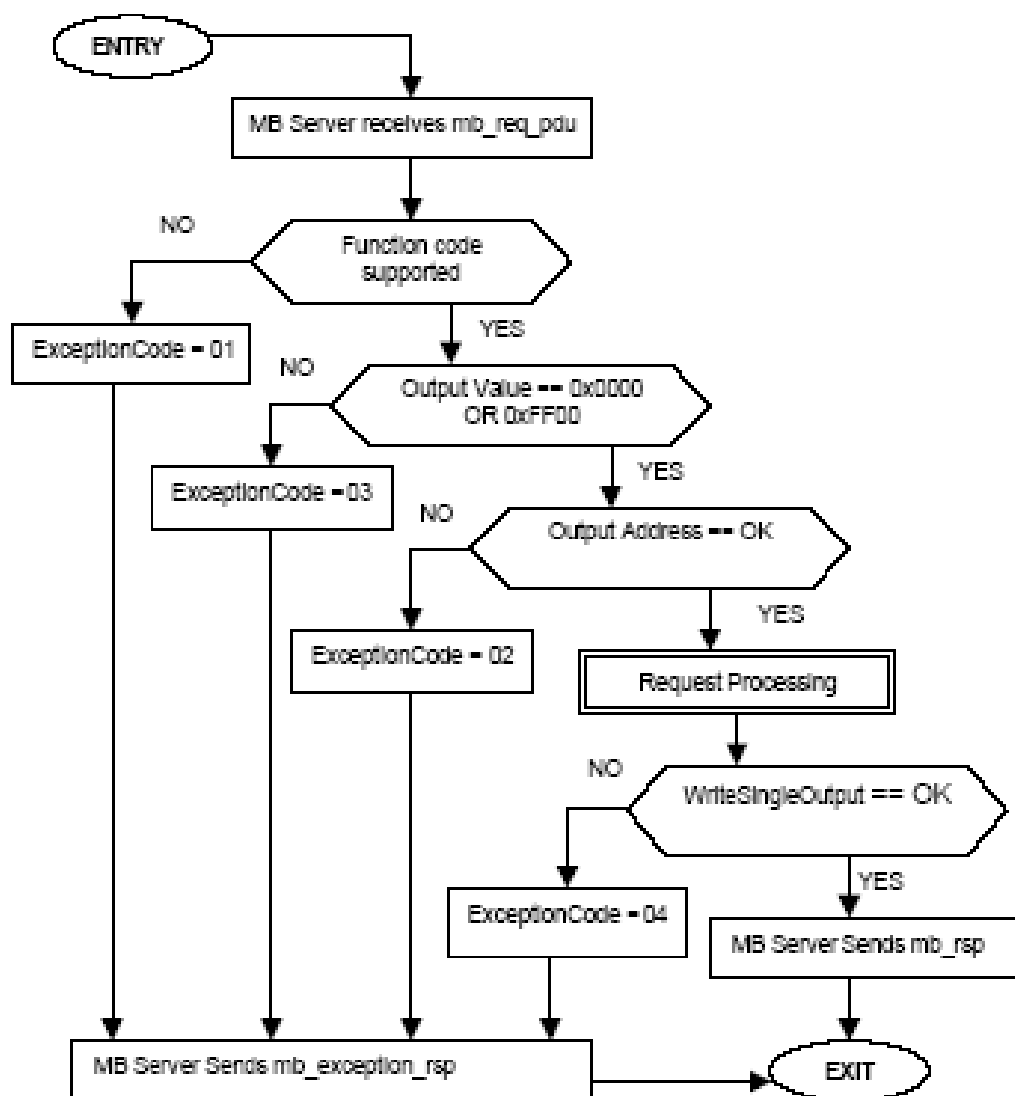 ENTRY
MB Server receives mb_req_pdu
NO
Function code
supported
YES
ExceptionCode = 01
NO
Output Value == 0x0000
OR 0xFF00
YES
ExceptionCode = 03
NO
Output Address == OK
YES
ExceptionCode = 02
Request Processing
NO
WriteSingleOutput == OK
YES
ExceptionCode = 04
MB Server Sends mb_rsp
MB Server Sends mb_exception_rsp
EXIT